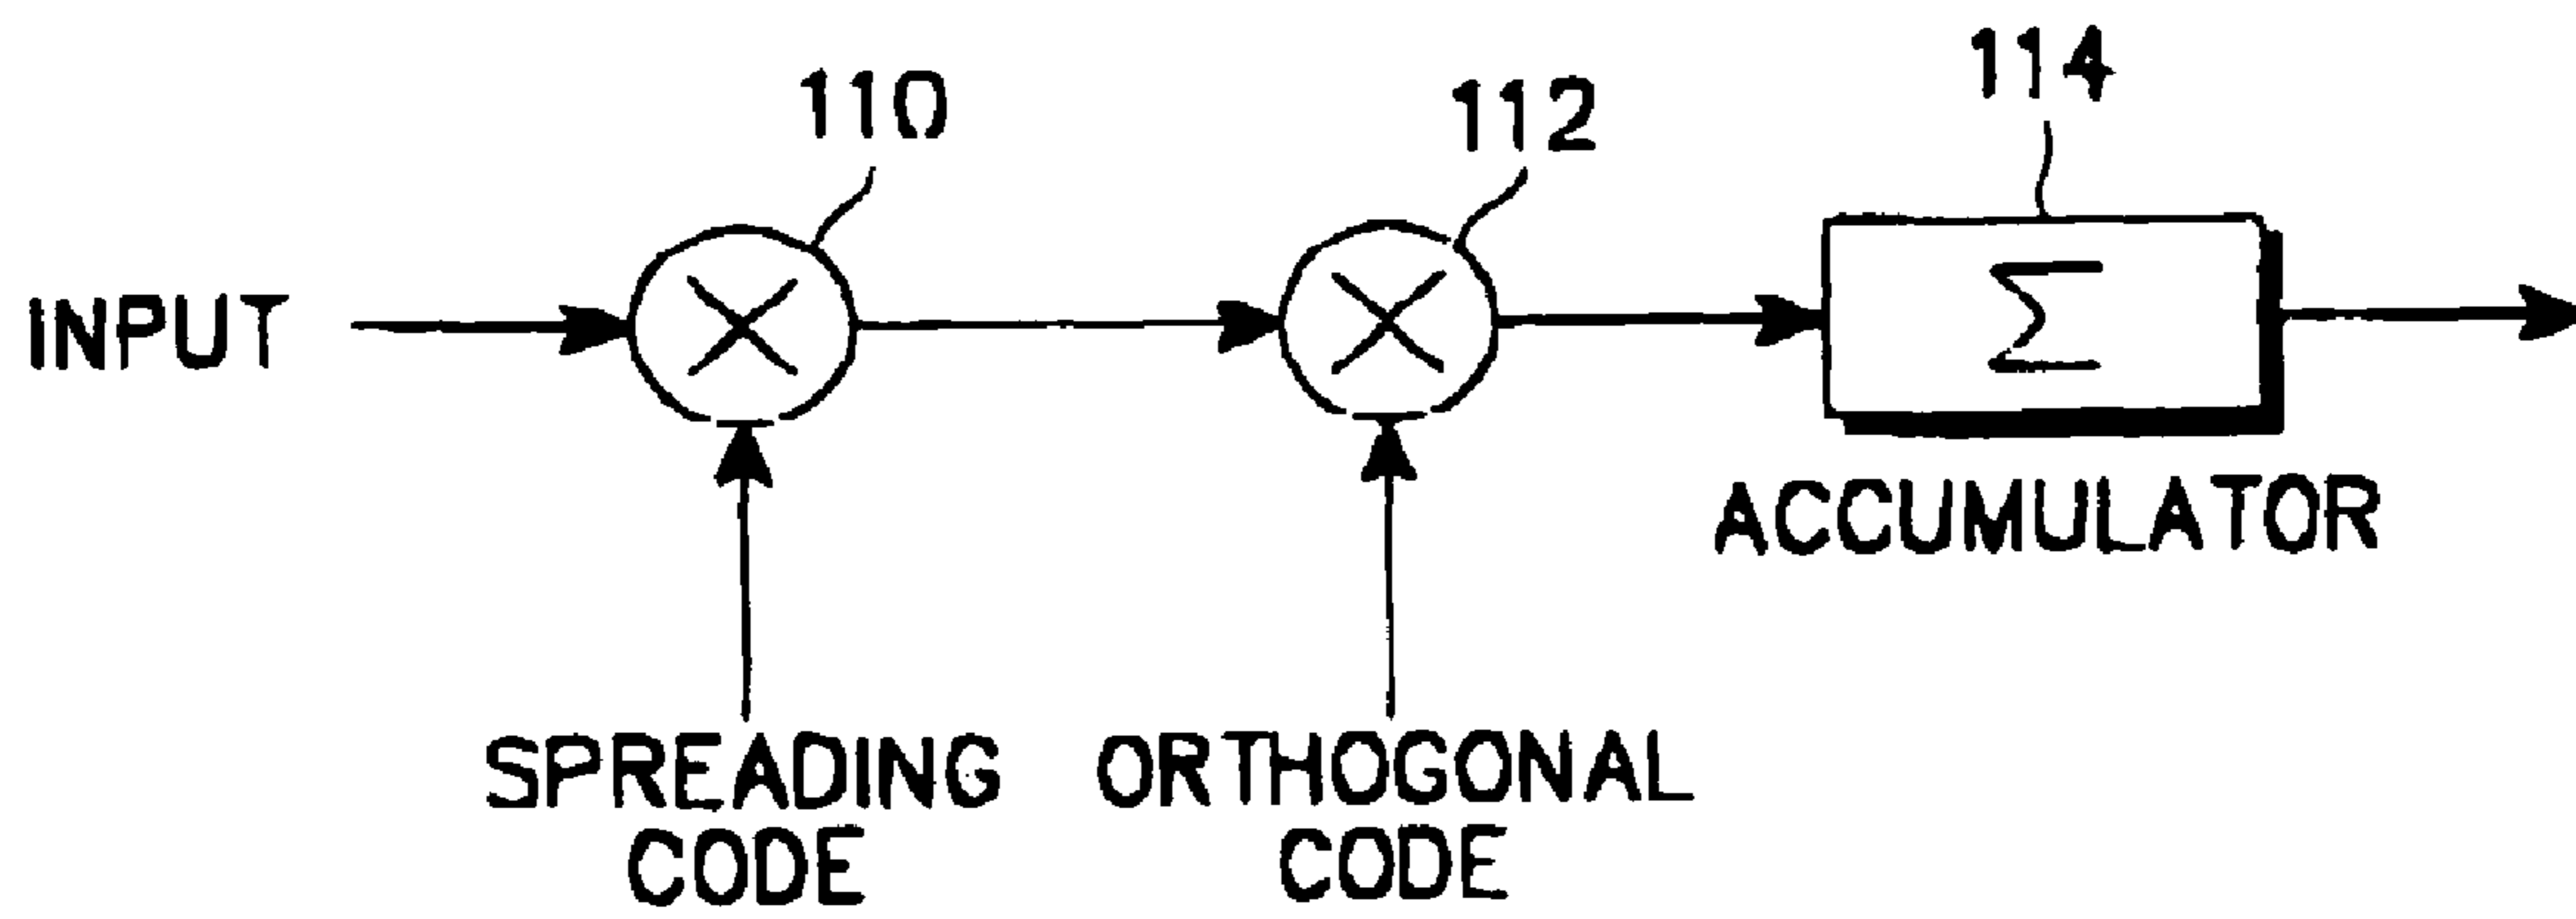 110
112
114
INPUT
Σ
ACCUMULATOR
SPREADING
CODE
ORTHOGONAL
CODE